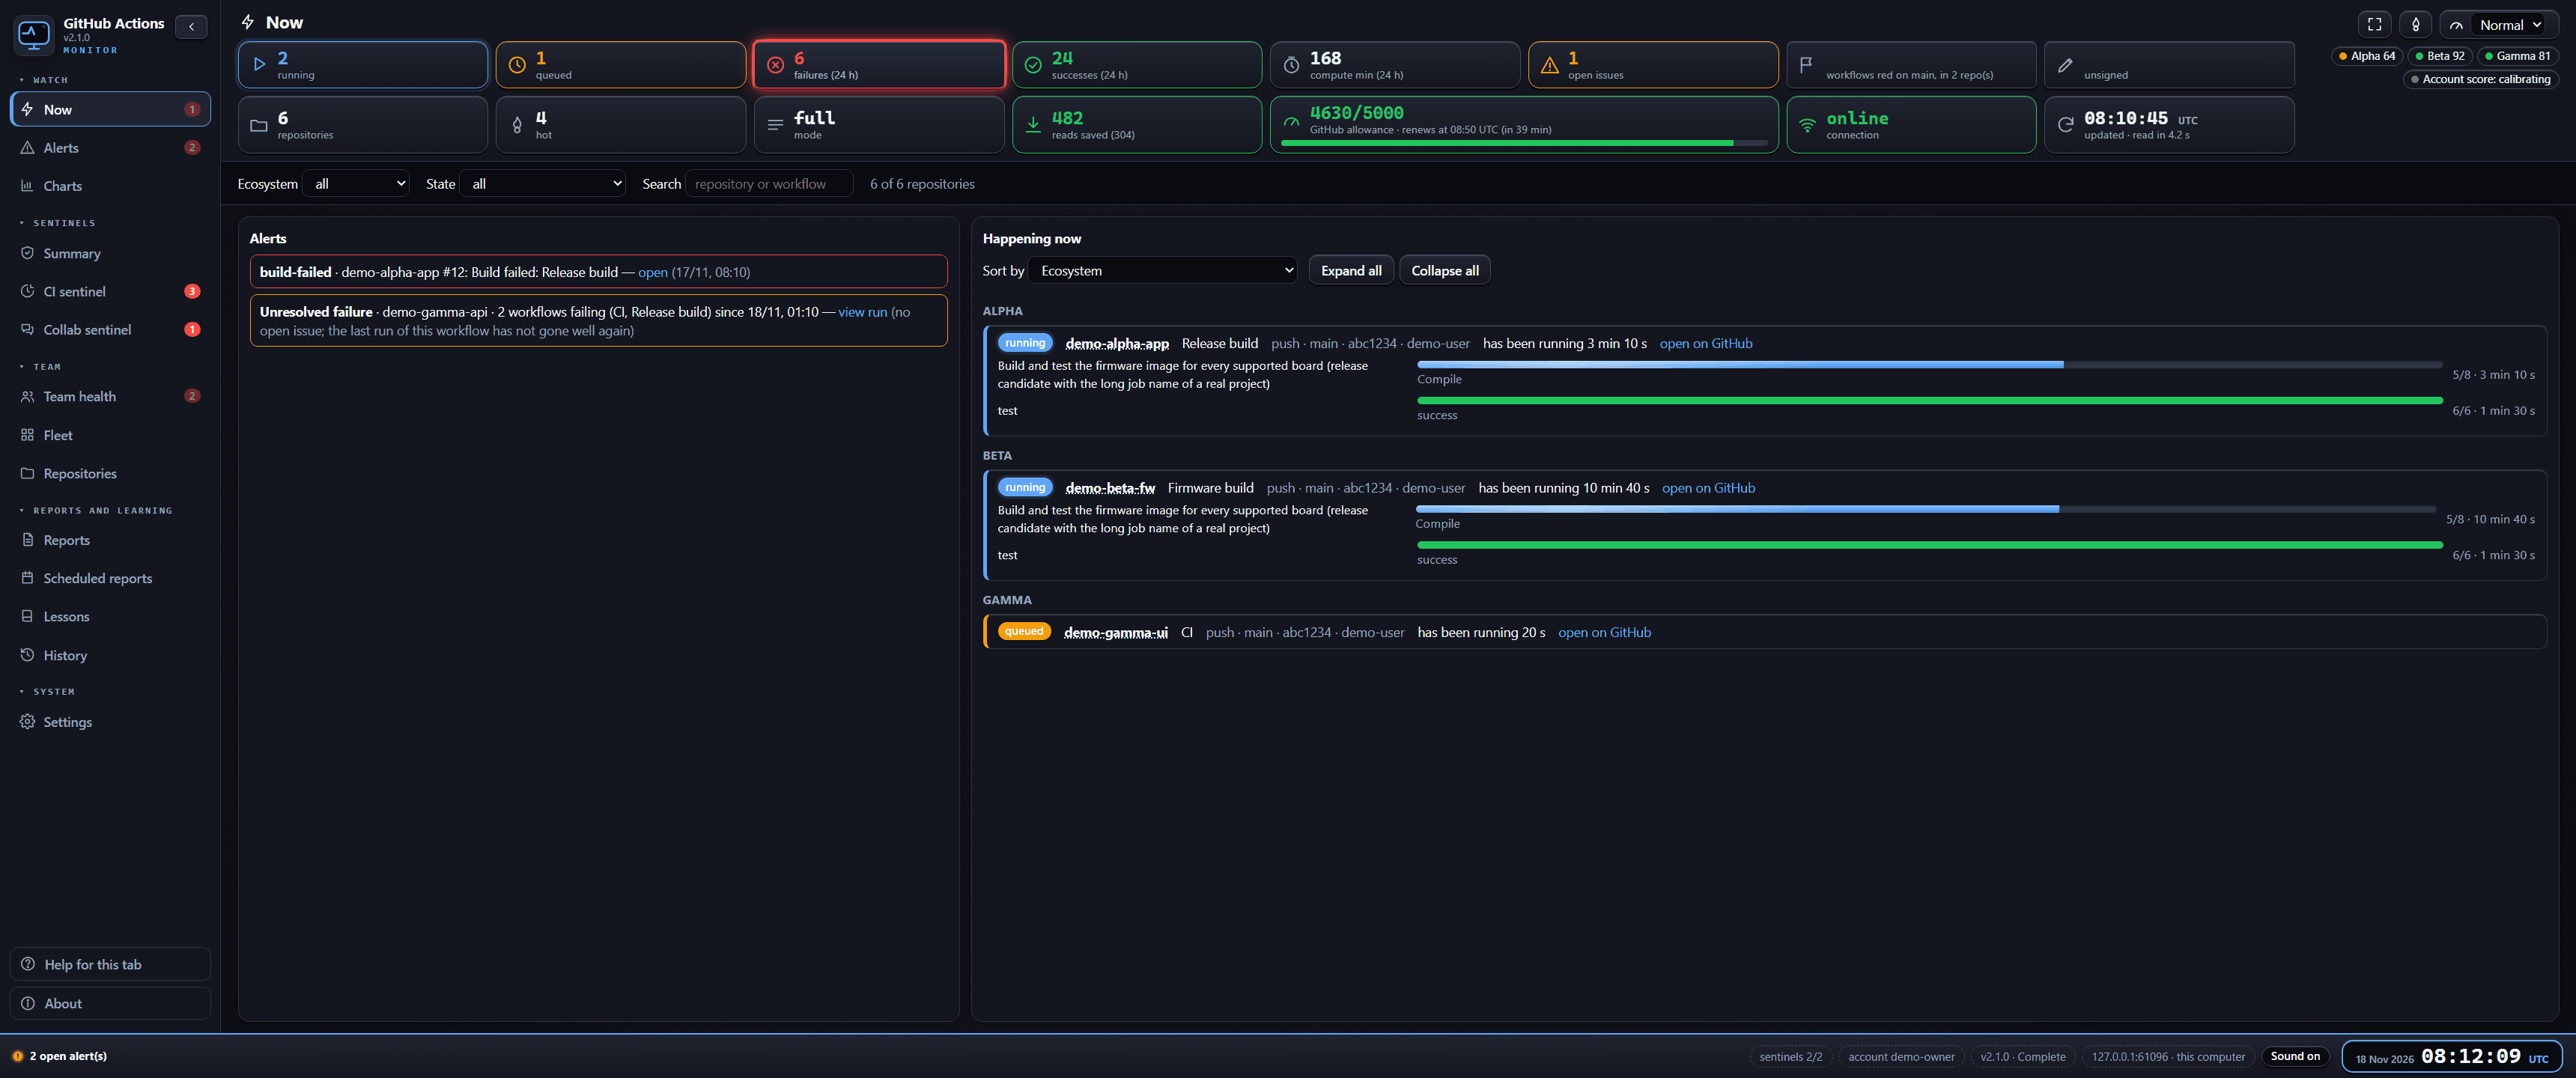 GitHub Actions
v2.1.0
MONITOR
WATCH
Now 1
Alerts 2
Charts
SENTINELS
Summary
CI sentinel 3
Collab sentinel 1
TEAM
Team health 2
Fleet
Repositories
REPORTS AND LEARNING
Reports
Scheduled reports
Lessons
History
SYSTEM
Settings
Help for this tab
About
Now
2
running
1
queued
6
failures (24 h)
24
successes (24 h)
168
compute min (24 h)
1
open issues
workflows red on main, in 2 repo(s)
unsigned
6
repositories
4
hot
full
mode
482
reads saved (304)
4630/5000
GitHub allowance · renews at 08:50 UTC (in 39 min)
online
connection
08:10:45 UTC
updated · read in 4.2 s
Normal
Alpha 64
Beta 92
Gamma 81
Account score: calibrating
Ecosystem all State all Search repository or workflow 6 of 6 repositories
Alerts
build-failed · demo-alpha-app #12: Build failed: Release build — open (17/11, 08:10)
Unresolved failure · demo-gamma-api · 2 workflows failing (CI, Release build) since 18/11, 01:10 — view run (no
open issue; the last run of this workflow has not gone well again)
Happening now
Sort by Ecosystem Expand all Collapse all
ALPHA
running demo-alpha-app Release build push · main · abc1234 · demo-user has been running 3 min 10 s open on GitHub
Build and test the firmware image for every supported board (release
candidate with the long job name of a real project)
Compile
5/8 · 3 min 10 s
test
success
6/6 · 1 min 30 s
BETA
running demo-beta-fw Firmware build push · main · abc1234 · demo-user has been running 10 min 40 s open on GitHub
Build and test the firmware image for every supported board (release
candidate with the long job name of a real project)
Compile
5/8 · 10 min 40 s
test
success
6/6 · 1 min 30 s
GAMMA
queued demo-gamma-ui CI push · main · abc1234 · demo-user has been running 20 s open on GitHub
2 open alert(s)
sentinels 2/2
account demo-owner
v2.1.0 · Complete
127.0.0.1:61096 · this computer
Sound on
18 Nov 2026 08:12:09 UTC